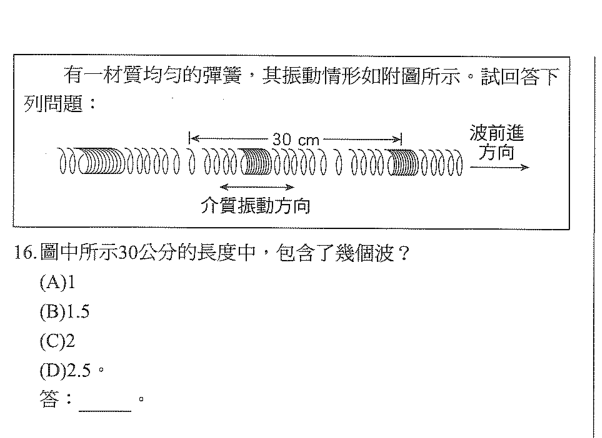 有一材質均勻的彈簧，其振動情形如附圖所示。試回答下
列問題：
30 cm
波前進
方向
介質振動方向
16.圖中所示30公分的長度中，包含了幾個波？
(A)1
(B)1.5
(C)2
(D)2.5。
答：_____。